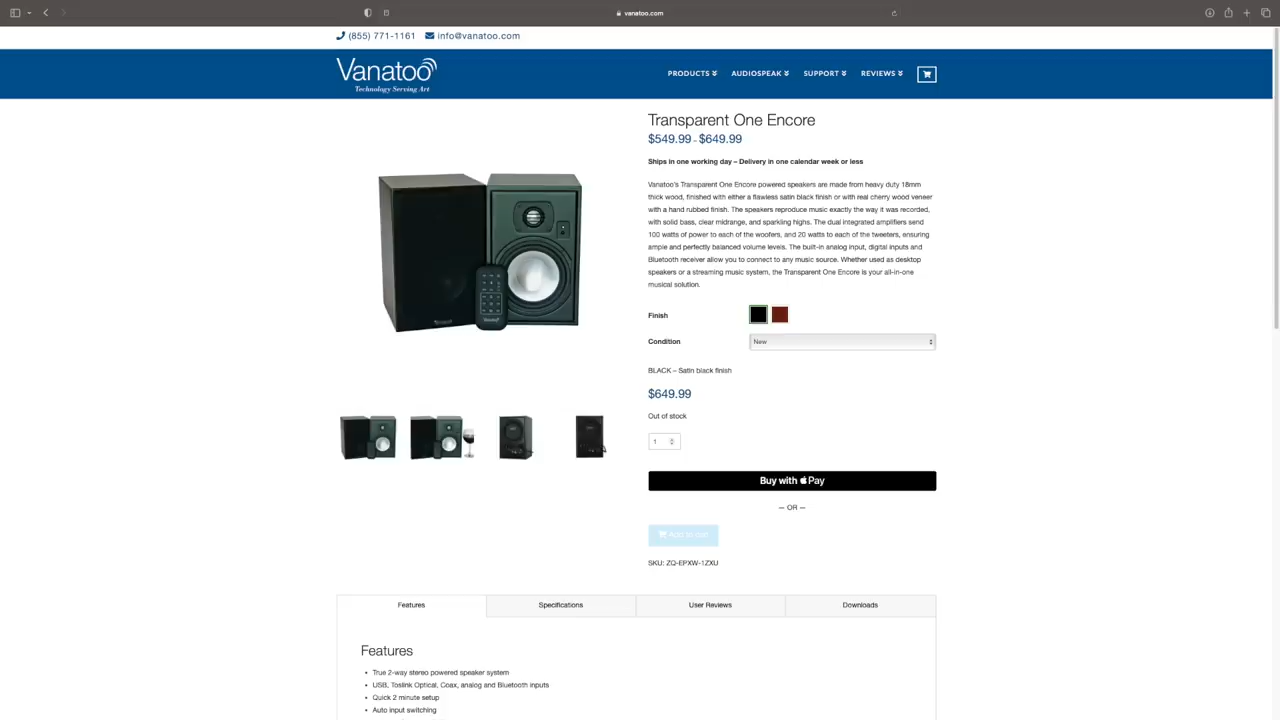 vanatoo.com
(855) 771-1161 info@vanatoo.com
Vanatoo
Technology Serving Art
PRODUCTS AUDIOSPEAK SUPPORT REVIEWS
Transparent One Encore
$549.99 – $649.99
Ships in one working day – Delivery in one calendar week or less
Vanatoo's Transparent One Encore powered speakers are made from heavy duty 18mm
thick wood, finished with either a flawless satin black finish or with real cherry wood veneer
with a hand rubbed finish. The speakers reproduce music exactly the way it was recorded,
with solid bass, clear midrange, and sparkling highs. The dual integrated amplifiers send
100 watts of power to each of the woofers, and 20 watts to each of the tweeters, ensuring
ample and perfectly balanced volume levels. The built-in analog input, digital inputs and
Bluetooth receiver allow you to connect to any music source. Whether used as desktop
speakers or a streaming music system, the Transparent One Encore is your all-in-one
musical solution.
Finish
Condition New
BLACK – Satin black finish
$649.99
Out of stock
1
Buy with Pay
— OR —
Add to cart
SKU: ZQ-EPXW-1ZXU
Features Specifications User Reviews Downloads
Features
• True 2-way stereo powered speaker system
• USB, Toslink Optical, Coax, analog and Bluetooth inputs
• Quick 2 minute setup
• Auto input switching